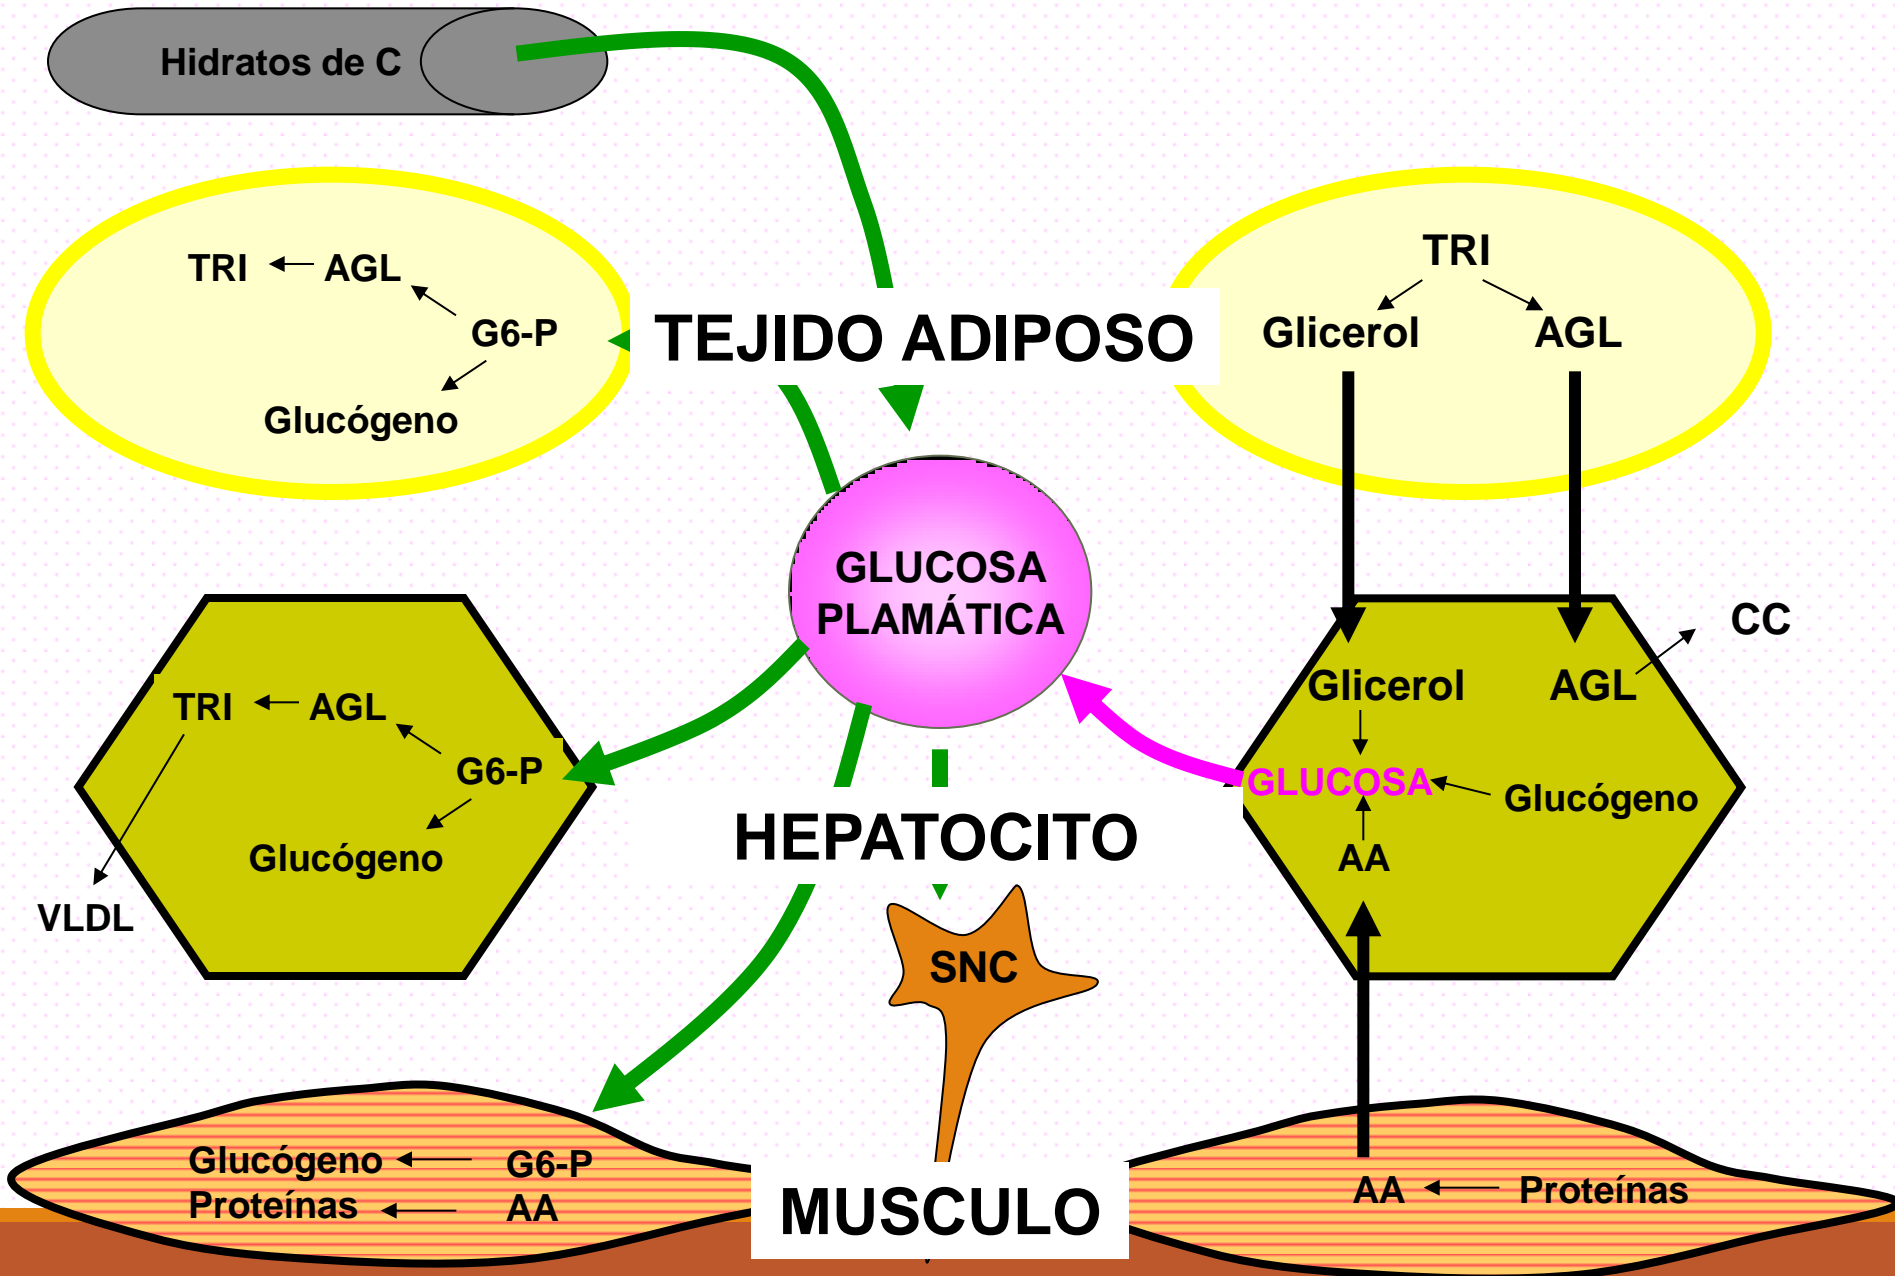 Hidratos de C
TRI
AGL
G6-P
Glucógeno
TEJIDO ADIPOSO
TRI
Glicerol
AGL
GLUCOSA
PLAMÁTICA
TRI
AGL
G6-P
Glucógeno
VLDL
HEPATOCITO
CC
Glicerol
AGL
GLUCOSA
Glucógeno
AA
SNC
Glucógeno
G6-P
Proteínas
AA
MUSCULO
AA
Proteínas